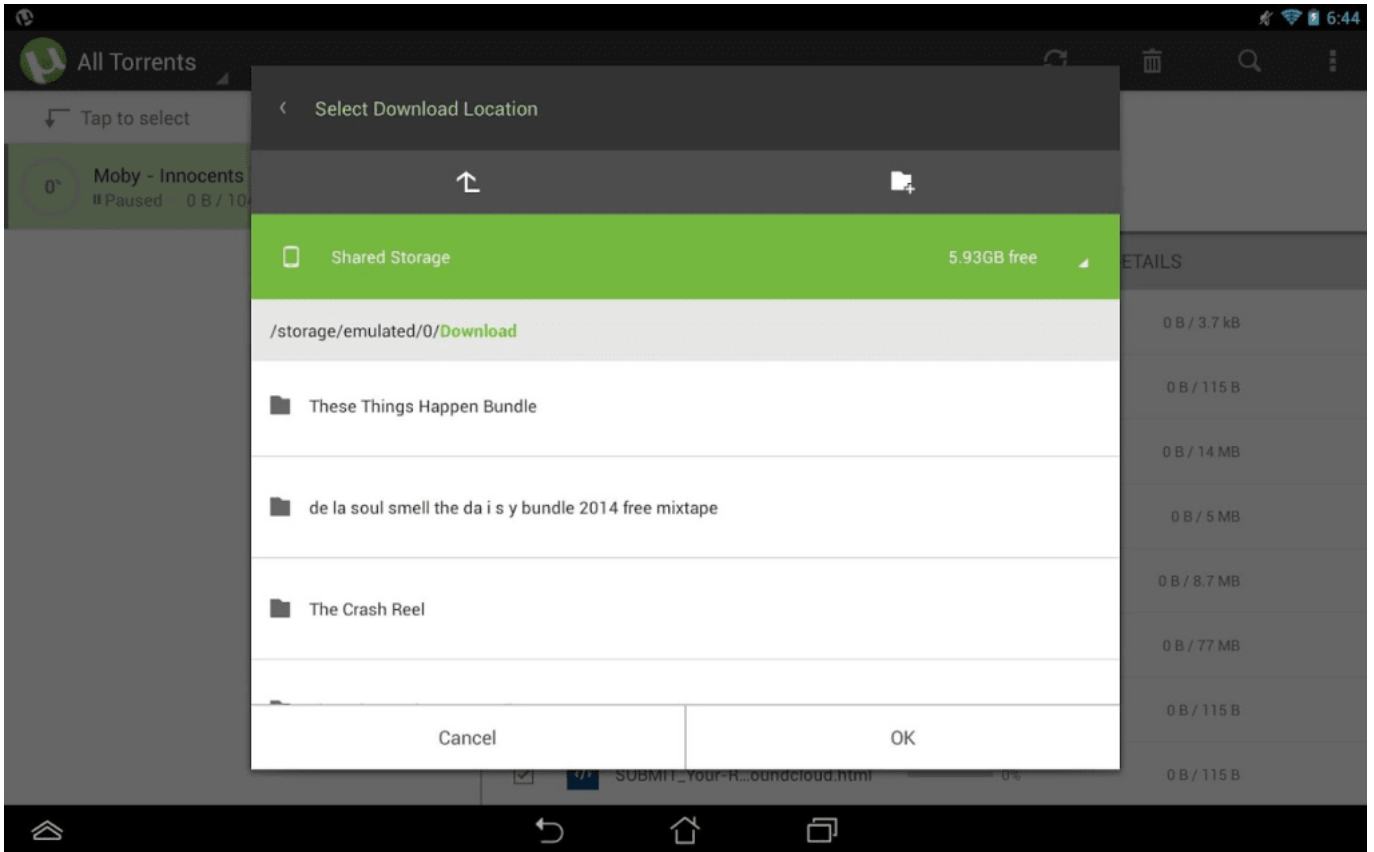 6:44
All Torrents
Tap to select
Select Download Location
Moby - Innocents
Paused 0 B / 10
0%
Shared Storage 5.93GB free
ETAILS
/storage/emulated/0/Download
0 B / 3.7 kB
These Things Happen Bundle
0 B / 115 B
0 B / 14 MB
de la soul smell the da i s y bundle 2014 free mixtape
0 B / 5 MB
0 B / 8.7 MB
The Crash Reel
0 B / 77 MB
0 B / 115 B
Cancel OK
SUBMIT_Your-R...oundcloud.html 0% 0 B / 115 B